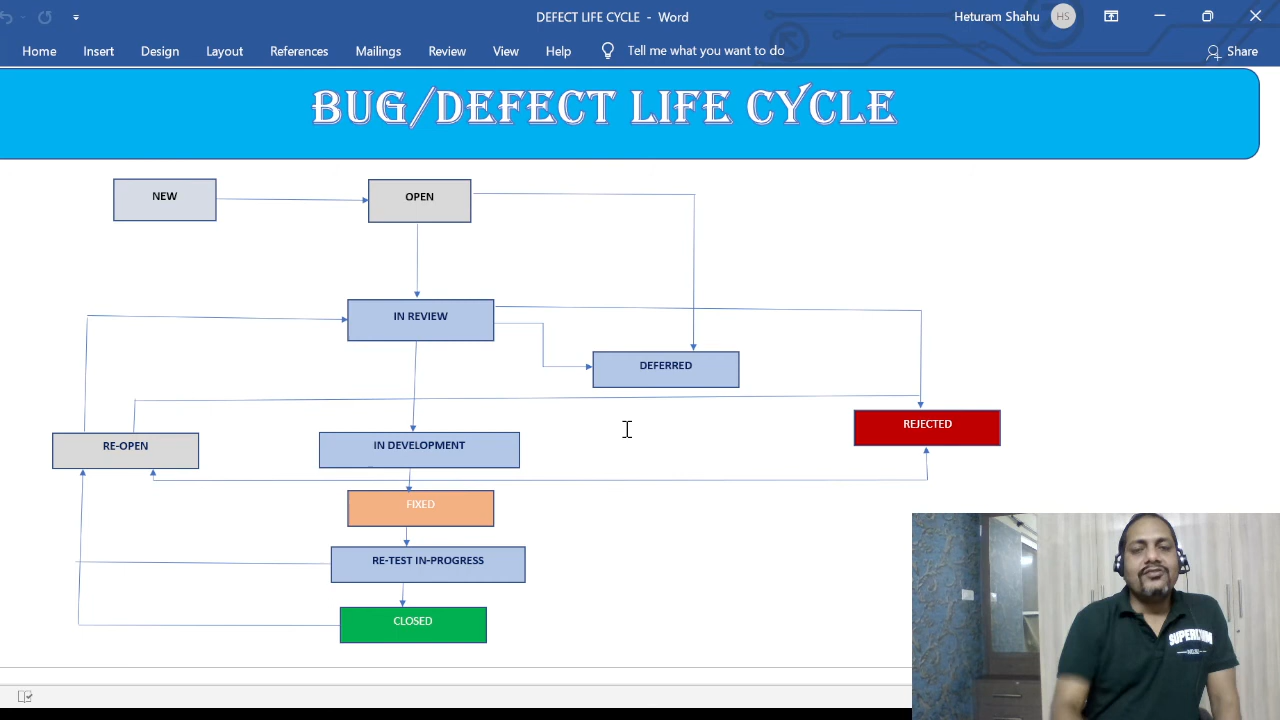 DEFECT LIFE CYCLE - Word
Heturam Shahu
HS
Home Insert Design Layout References Mailings Review View Help Tell me what you want to do
Share
BUG/DEFECT LIFE CYCLE
NEW
OPEN
IN REVIEW
DEFERRED
REJECTED
RE-OPEN
IN DEVELOPMENT
FIXED
RE-TEST IN-PROGRESS
CLOSED